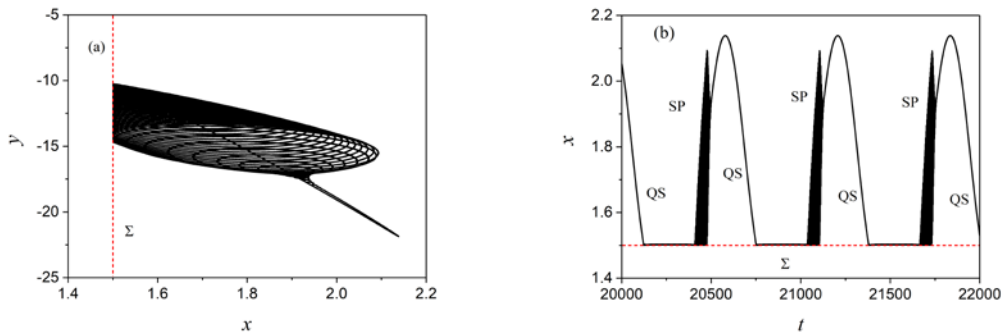 -5
(a)
-10
y
-15
-20
Σ
-25
1.4 1.6 1.8 2.0 2.2
x
2.2
(b)
2.0
SP SP SP
x
1.8
QS QS QS QS
1.6
Σ
1.4
20000 20500 21000 21500 22000
t